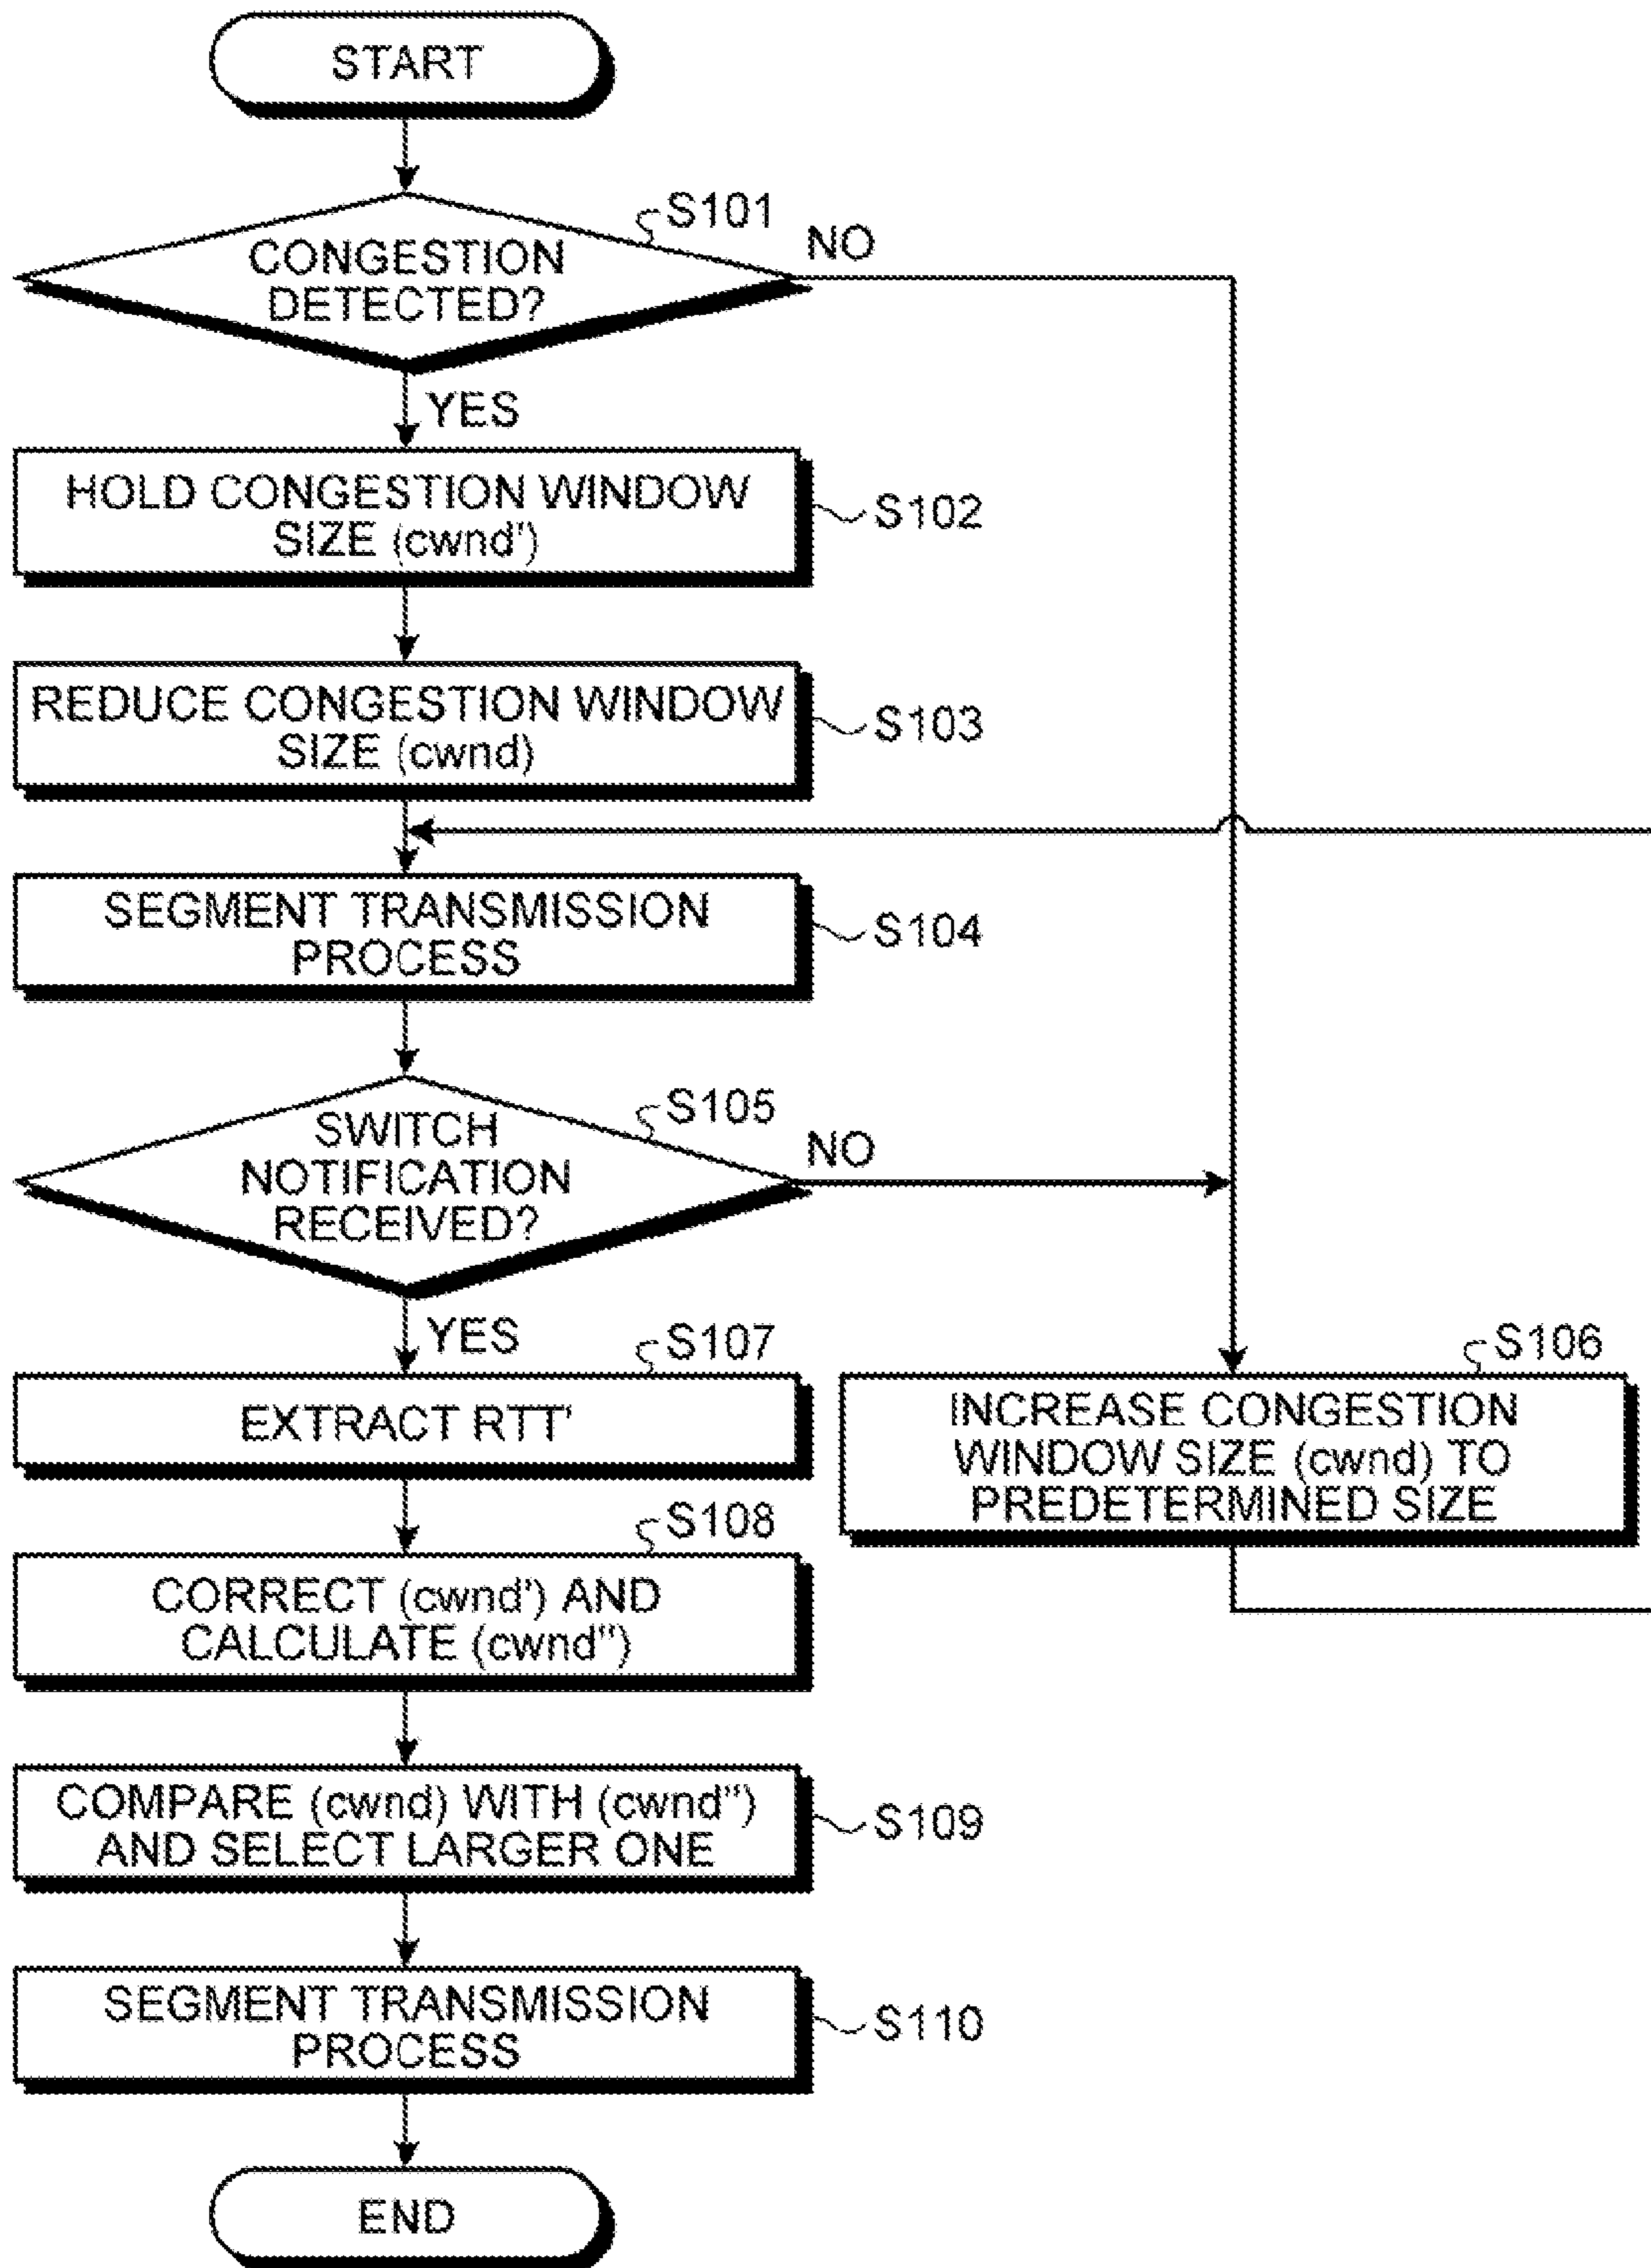 START
S101
NO
CONGESTION
DETECTED?
YES
HOLD CONGESTION WINDOW
SIZE (cwnd')
S102
REDUCE CONGESTION WINDOW
SIZE (cwnd)
S103
SEGMENT TRANSMISSION
PROCESS
S104
S105
NO
SWITCH
NOTIFICATION
RECEIVED?
YES
S107
EXTRACT RTT'
S106
INCREASE CONGESTION
WINDOW SIZE (cwnd) TO
PREDETERMINED SIZE
S108
CORRECT (cwnd') AND
CALCULATE (cwnd")
COMPARE (cwnd) WITH (cwnd")
AND SELECT LARGER ONE
S109
SEGMENT TRANSMISSION
PROCESS
S110
END